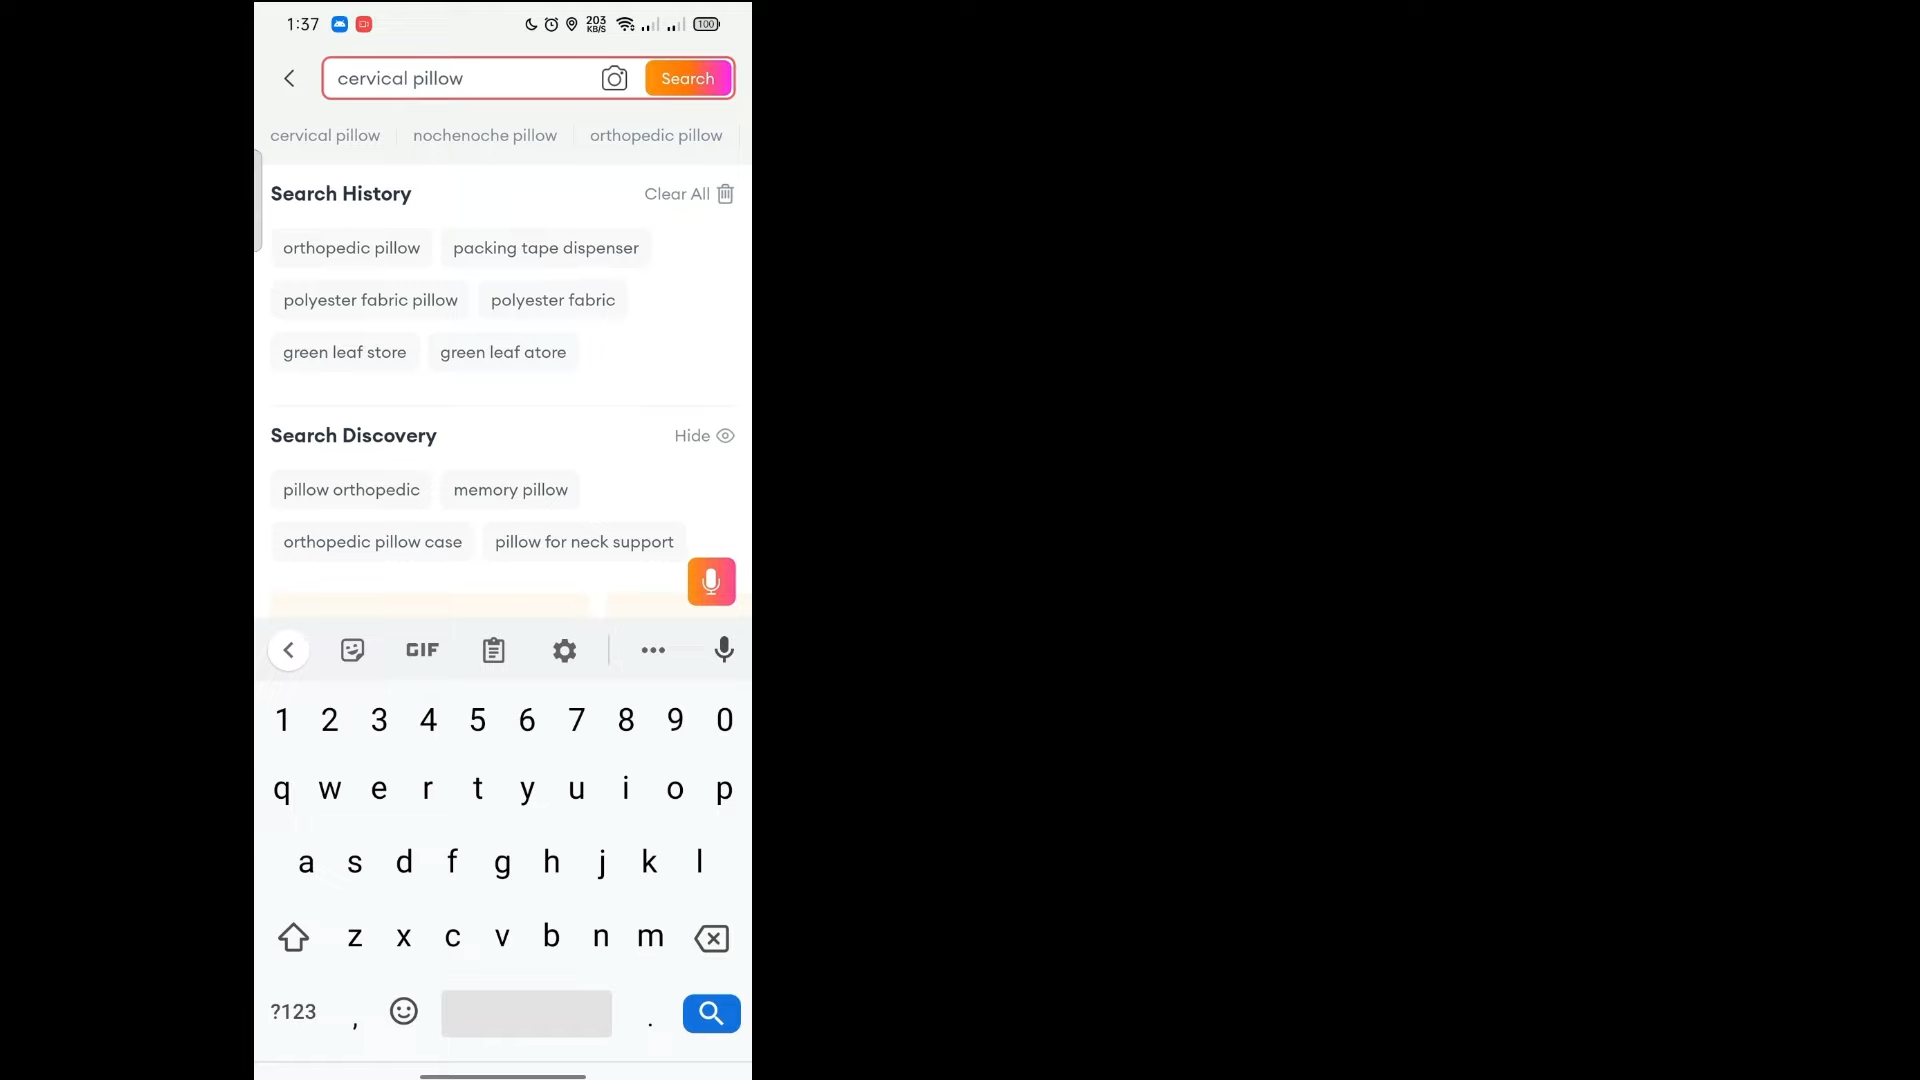 1:37 203 KB/S 100
cervical pillow Search
cervical pillow nochenoche pillow orthopedic pillow
Search History Clear All
orthopedic pillow packing tape dispenser
polyester fabric pillow polyester fabric
green leaf store green leaf atore
Search Discovery Hide
pillow orthopedic memory pillow
orthopedic pillow case pillow for neck support
GIF
1 2 3 4 5 6 7 8 9 0
q w e r t y u i o p
a s d f g h j k l
z x c v b n m
?123 , .